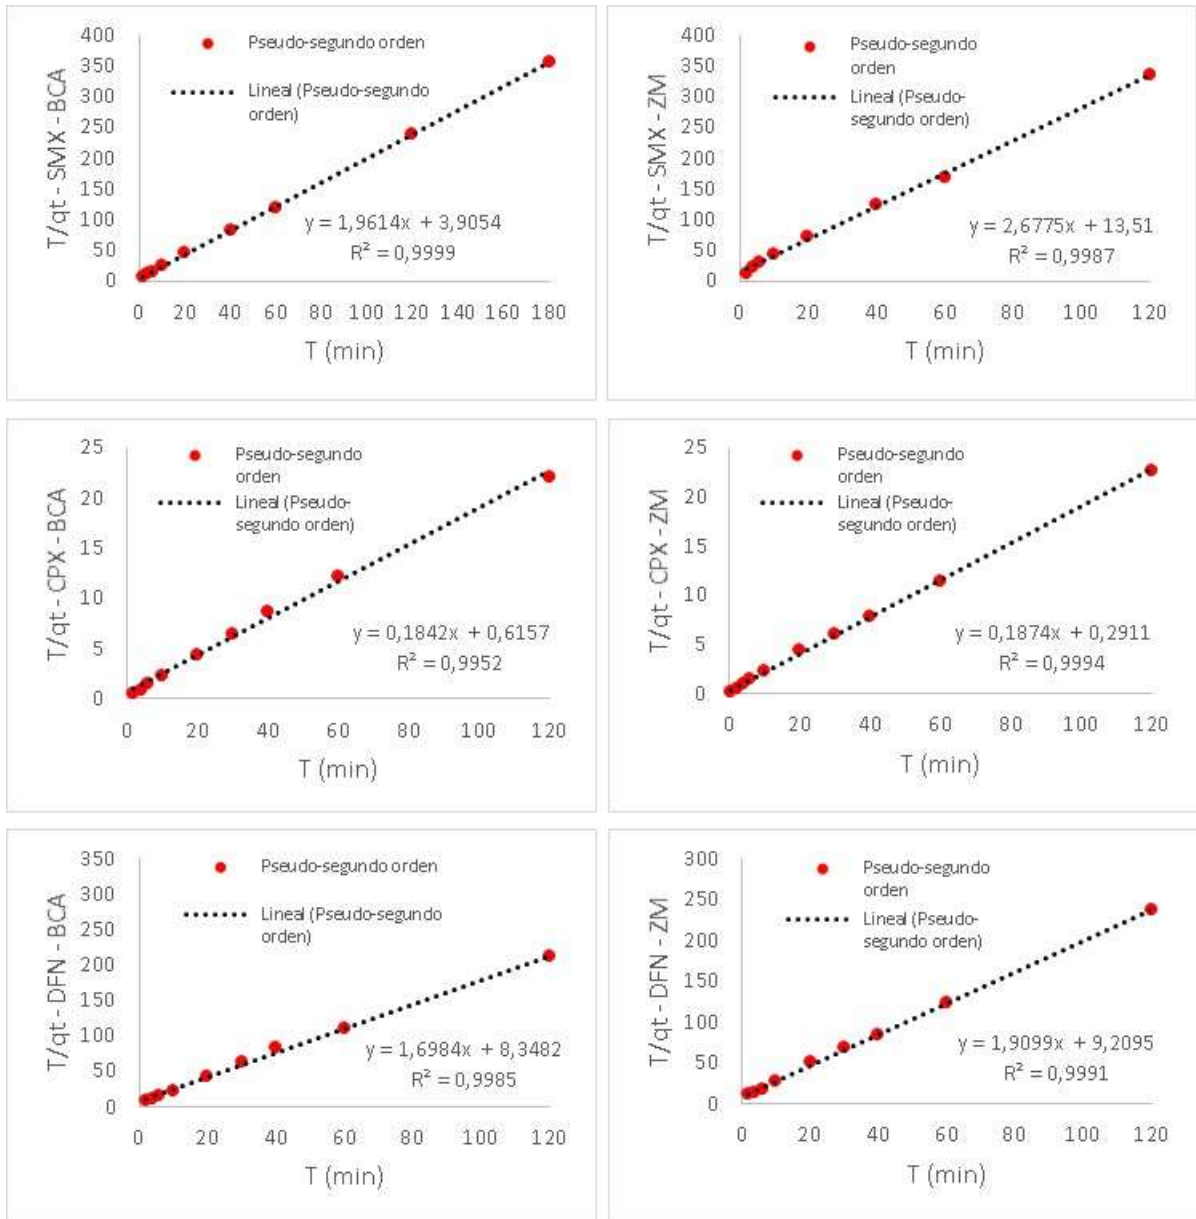 T/qt - SMX - BCA
400
350
300
250
200
150
100
50
0
Pseudo-segundo orden
Lineal (Pseudo-segundo
orden)
y = 1,9614x + 3,9054
R² = 0,9999
0 20 40 60 80 100 120 140 160 180
T (min)
T/qt - SMX - ZM
400
350
300
250
200
150
100
50
0
Pseudo-segundo
orden
Lineal (Pseudo-
segundo orden)
y = 2,6775x + 13,51
R² = 0,9987
0 20 40 60 80 100 120
T (min)
T/qt - CPX - BCA
25
20
15
10
5
0
Pseudo-segundo
orden
Lineal (Pseudo-
segundo orden)
y = 0,1842x + 0,6157
R² = 0,9952
0 20 40 60 80 100 120
T (min)
T/qt - CPX - ZM
25
20
15
10
5
0
Pseudo-segundo
orden
Lineal (Pseudo-
segundo orden)
y = 0,1874x + 0,2911
R² = 0,9994
0 20 40 60 80 100 120
T (min)
T/qt - DFN - BCA
350
300
250
200
150
100
50
0
Pseudo-segundo orden
Lineal (Pseudo-segundo
orden)
y = 1,6984x + 8,3482
R² = 0,9985
0 20 40 60 80 100 120
T (min)
T/qt - DFN - ZM
300
250
200
150
100
50
0
Pseudo-segundo
orden
Lineal (Pseudo-
segundo orden)
y = 1,9099x + 9,2095
R² = 0,9991
0 20 40 60 80 100 120
T (min)